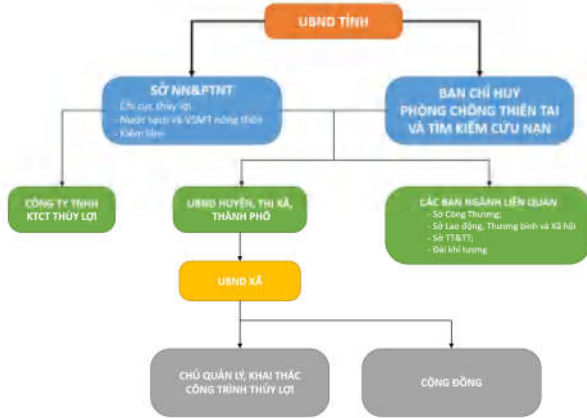 UBND TỈNH
SỞ NN&PTNT
- Chi cục thủy lợi
- Nước sạch và VSMT nông thôn
- Kiểm lâm
BAN CHỈ HUY
PHÒNG CHỐNG THIÊN TAI
VÀ TÌM KIẾM CỨU NẠN
CÔNG TY TNHH
KTCT THỦY LỢI
UBND HUYỆN, THỊ XÃ,
THÀNH PHỐ
CÁC BAN NGÀNH LIÊN QUAN
- Sở Công Thương;
- Sở Lao động, Thương binh và Xã hội
- Sở TT&TT;
- Đài khí tượng
UBND XÃ
CHỦ QUẢN LÝ, KHAI THÁC
CÔNG TRÌNH THỦY LỢI
CỘNG ĐỒNG